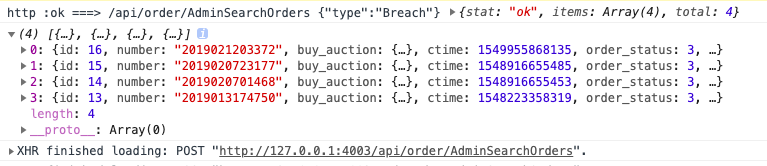 http :ok ===> /api/order/AdminSearchOrders {"type":"Breach"} ▶{stat: "ok", items: Array(4), total: 4}
▼(4) [{…}, {…}, {…}, {…}] i
▶0: {id: 16, number: "2019021203372", buy_auction: {…}, ctime: 1549955868135, order_status: 3, …}
▶1: {id: 15, number: "201902072317​7", buy_auction: {…}, ctime: 1548916655485, order_status: 3, …}
▶2: {id: 14, number: "2019020701468", buy_auction: {…}, ctime: 1548916655453, order_status: 3, …}
▶3: {id: 13, number: "2019013174750", buy_auction: {…}, ctime: 1548223358319, order_status: 3, …}
length: 4
▶__proto__: Array(0)
▶XHR finished loading: POST "http://127.0.0.1:4003/api/order/AdminSearchOrders".